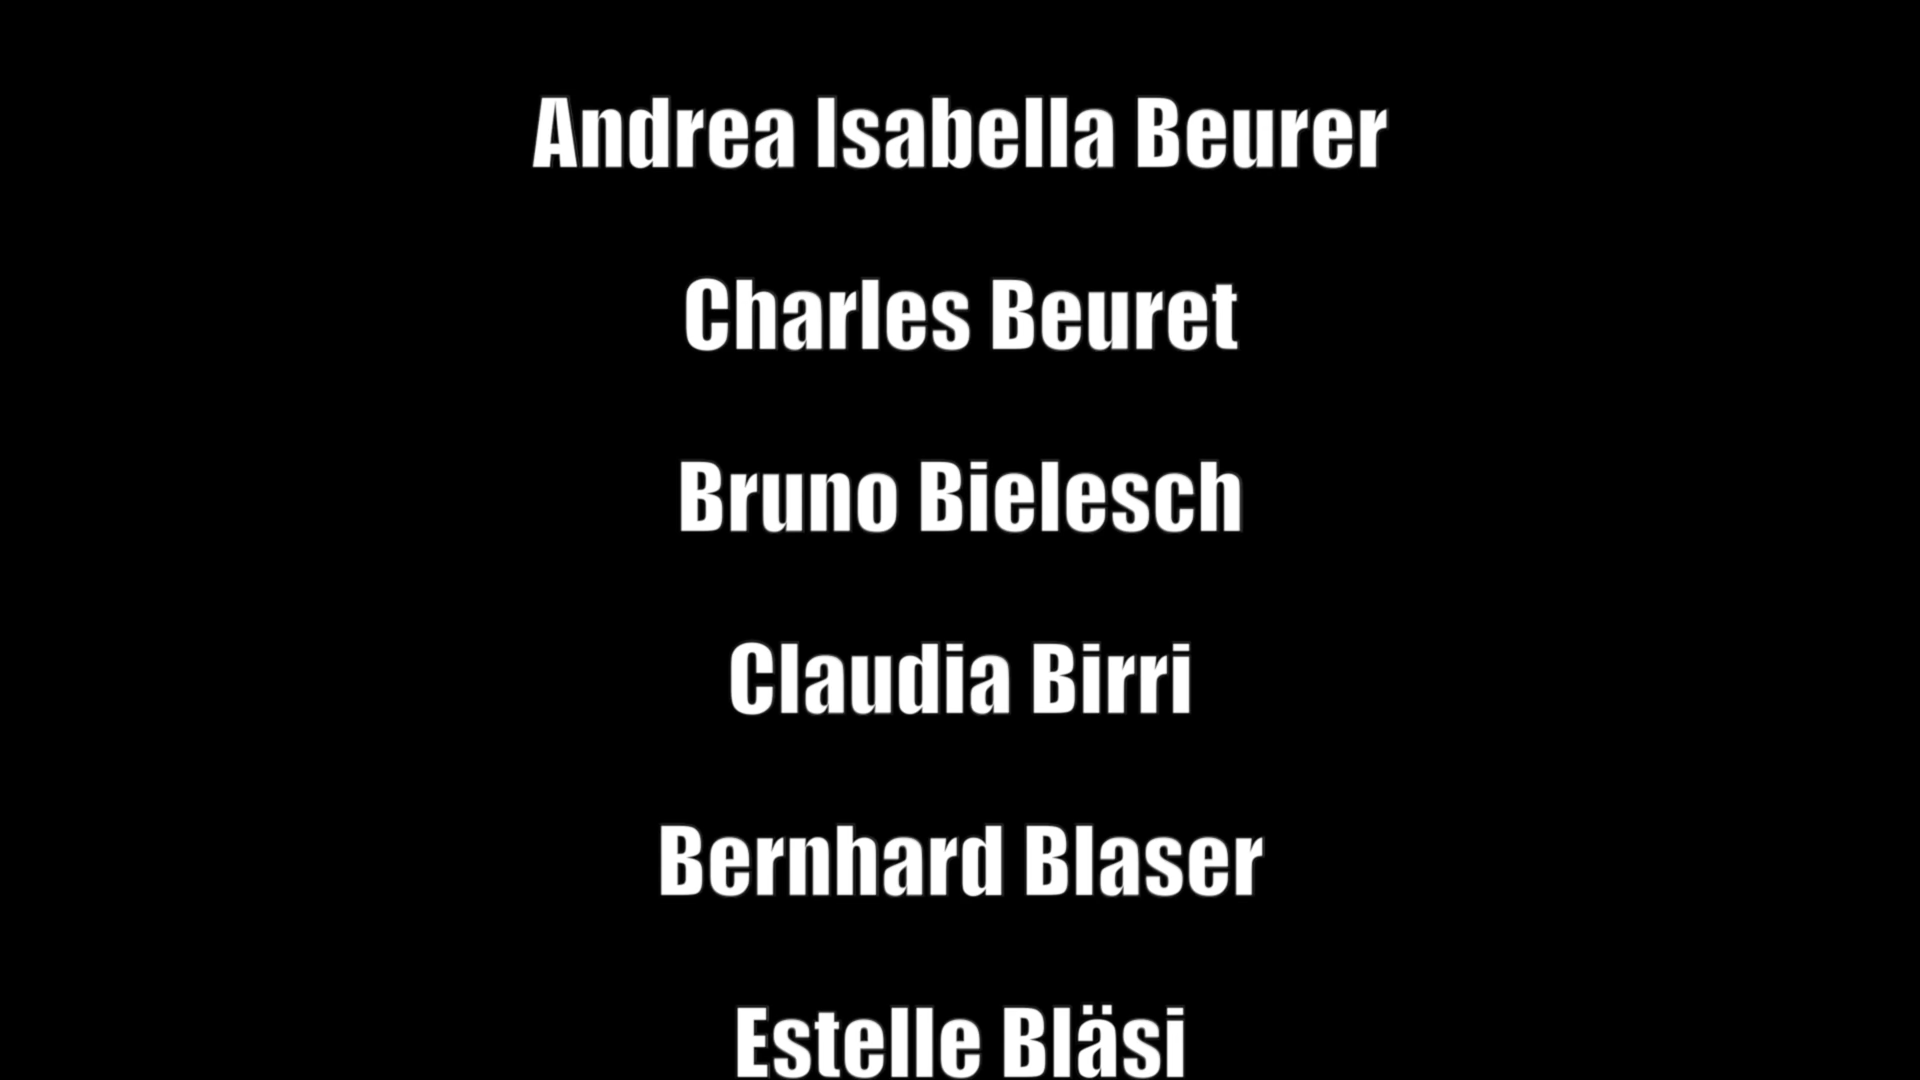 Andrea Isabella Beurer
Charles Beuret
Bruno Bielesch
Claudia Birri
Bernhard Blaser
Estelle Bläsi